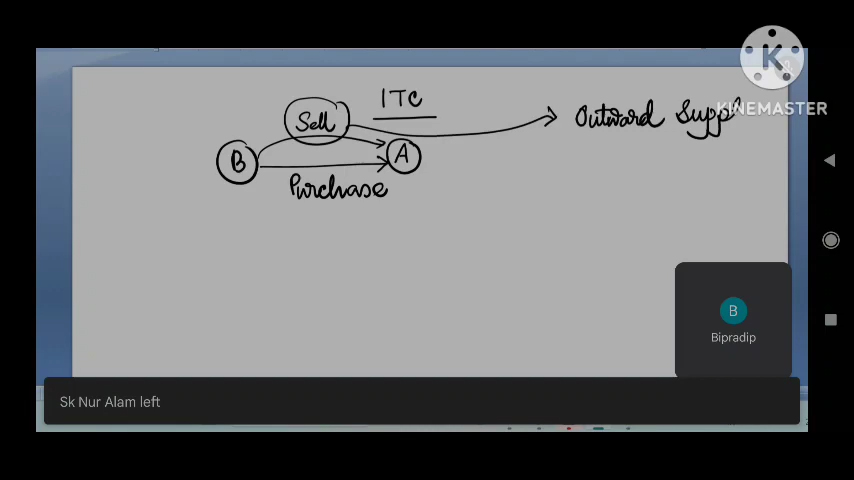 ITC
Sell
Outward Supp
KINEMASTER
B
A
Purchase
B
Bipradip
Sk Nur Alam left